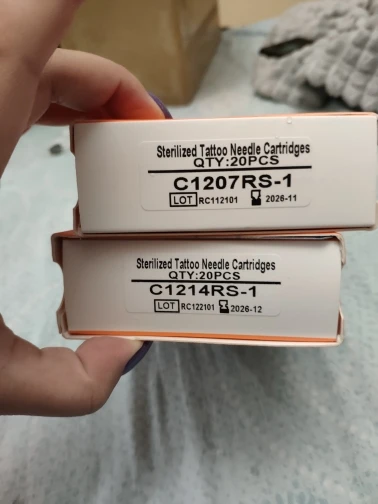 Sterilized Tattoo Needle Cartridges
QTY:20PCS
C1207RS-1
LOT RC112101 2026-11
Sterilized Tattoo Needle Cartridges
QTY:20PCS
C1214RS-1
LOT RC122101 2026-12